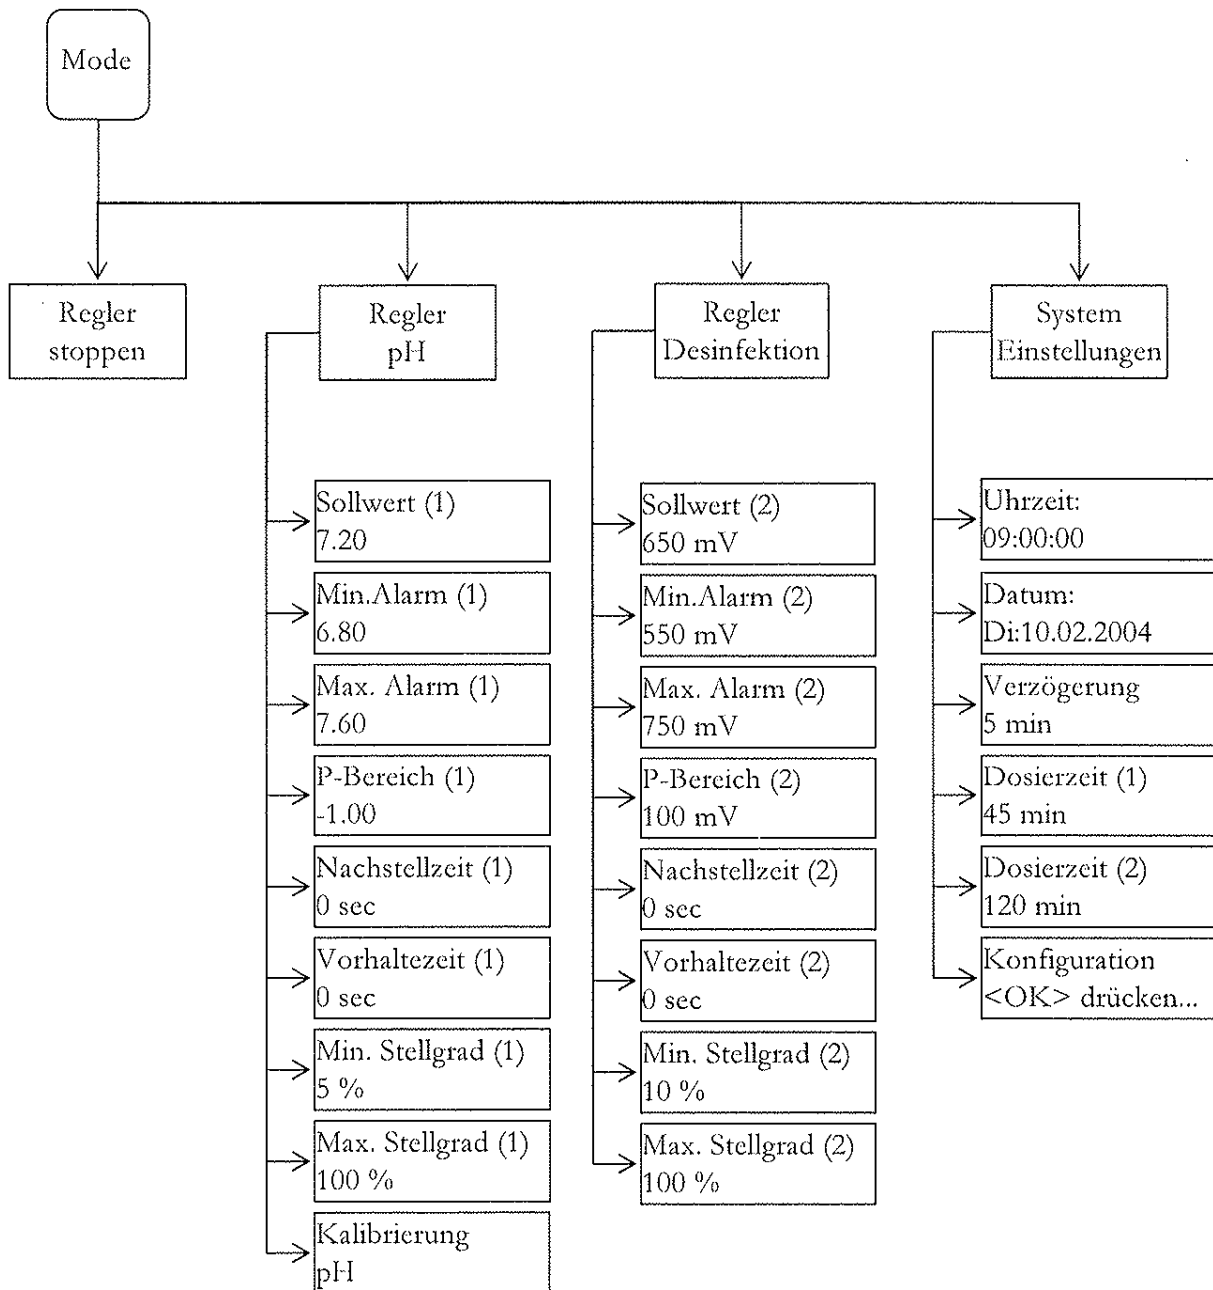 Mode
Regler
stoppen
Regler
pH
Regler
Desinfektion
System
Einstellungen
Sollwert (1)
7.20
Min.Alarm (1)
6.80
Max. Alarm (1)
7.60
P-Bereich (1)
-1.00
Nachstellzeit (1)
0 sec
Vorhaltezeit (1)
0 sec
Min. Stellgrad (1)
5 %
Max. Stellgrad (1)
100 %
Kalibrierung
pH
Sollwert (2)
650 mV
Min.Alarm (2)
550 mV
Max. Alarm (2)
750 mV
P-Bereich (2)
100 mV
Nachstellzeit (2)
0 sec
Vorhaltezeit (2)
0 sec
Min. Stellgrad (2)
10 %
Max. Stellgrad (2)
100 %
Uhrzeit:
09:00:00
Datum:
Di:10.02.2004
Verzögerung
5 min
Dosierzeit (1)
45 min
Dosierzeit (2)
120 min
Konfiguration
<OK> drücken...